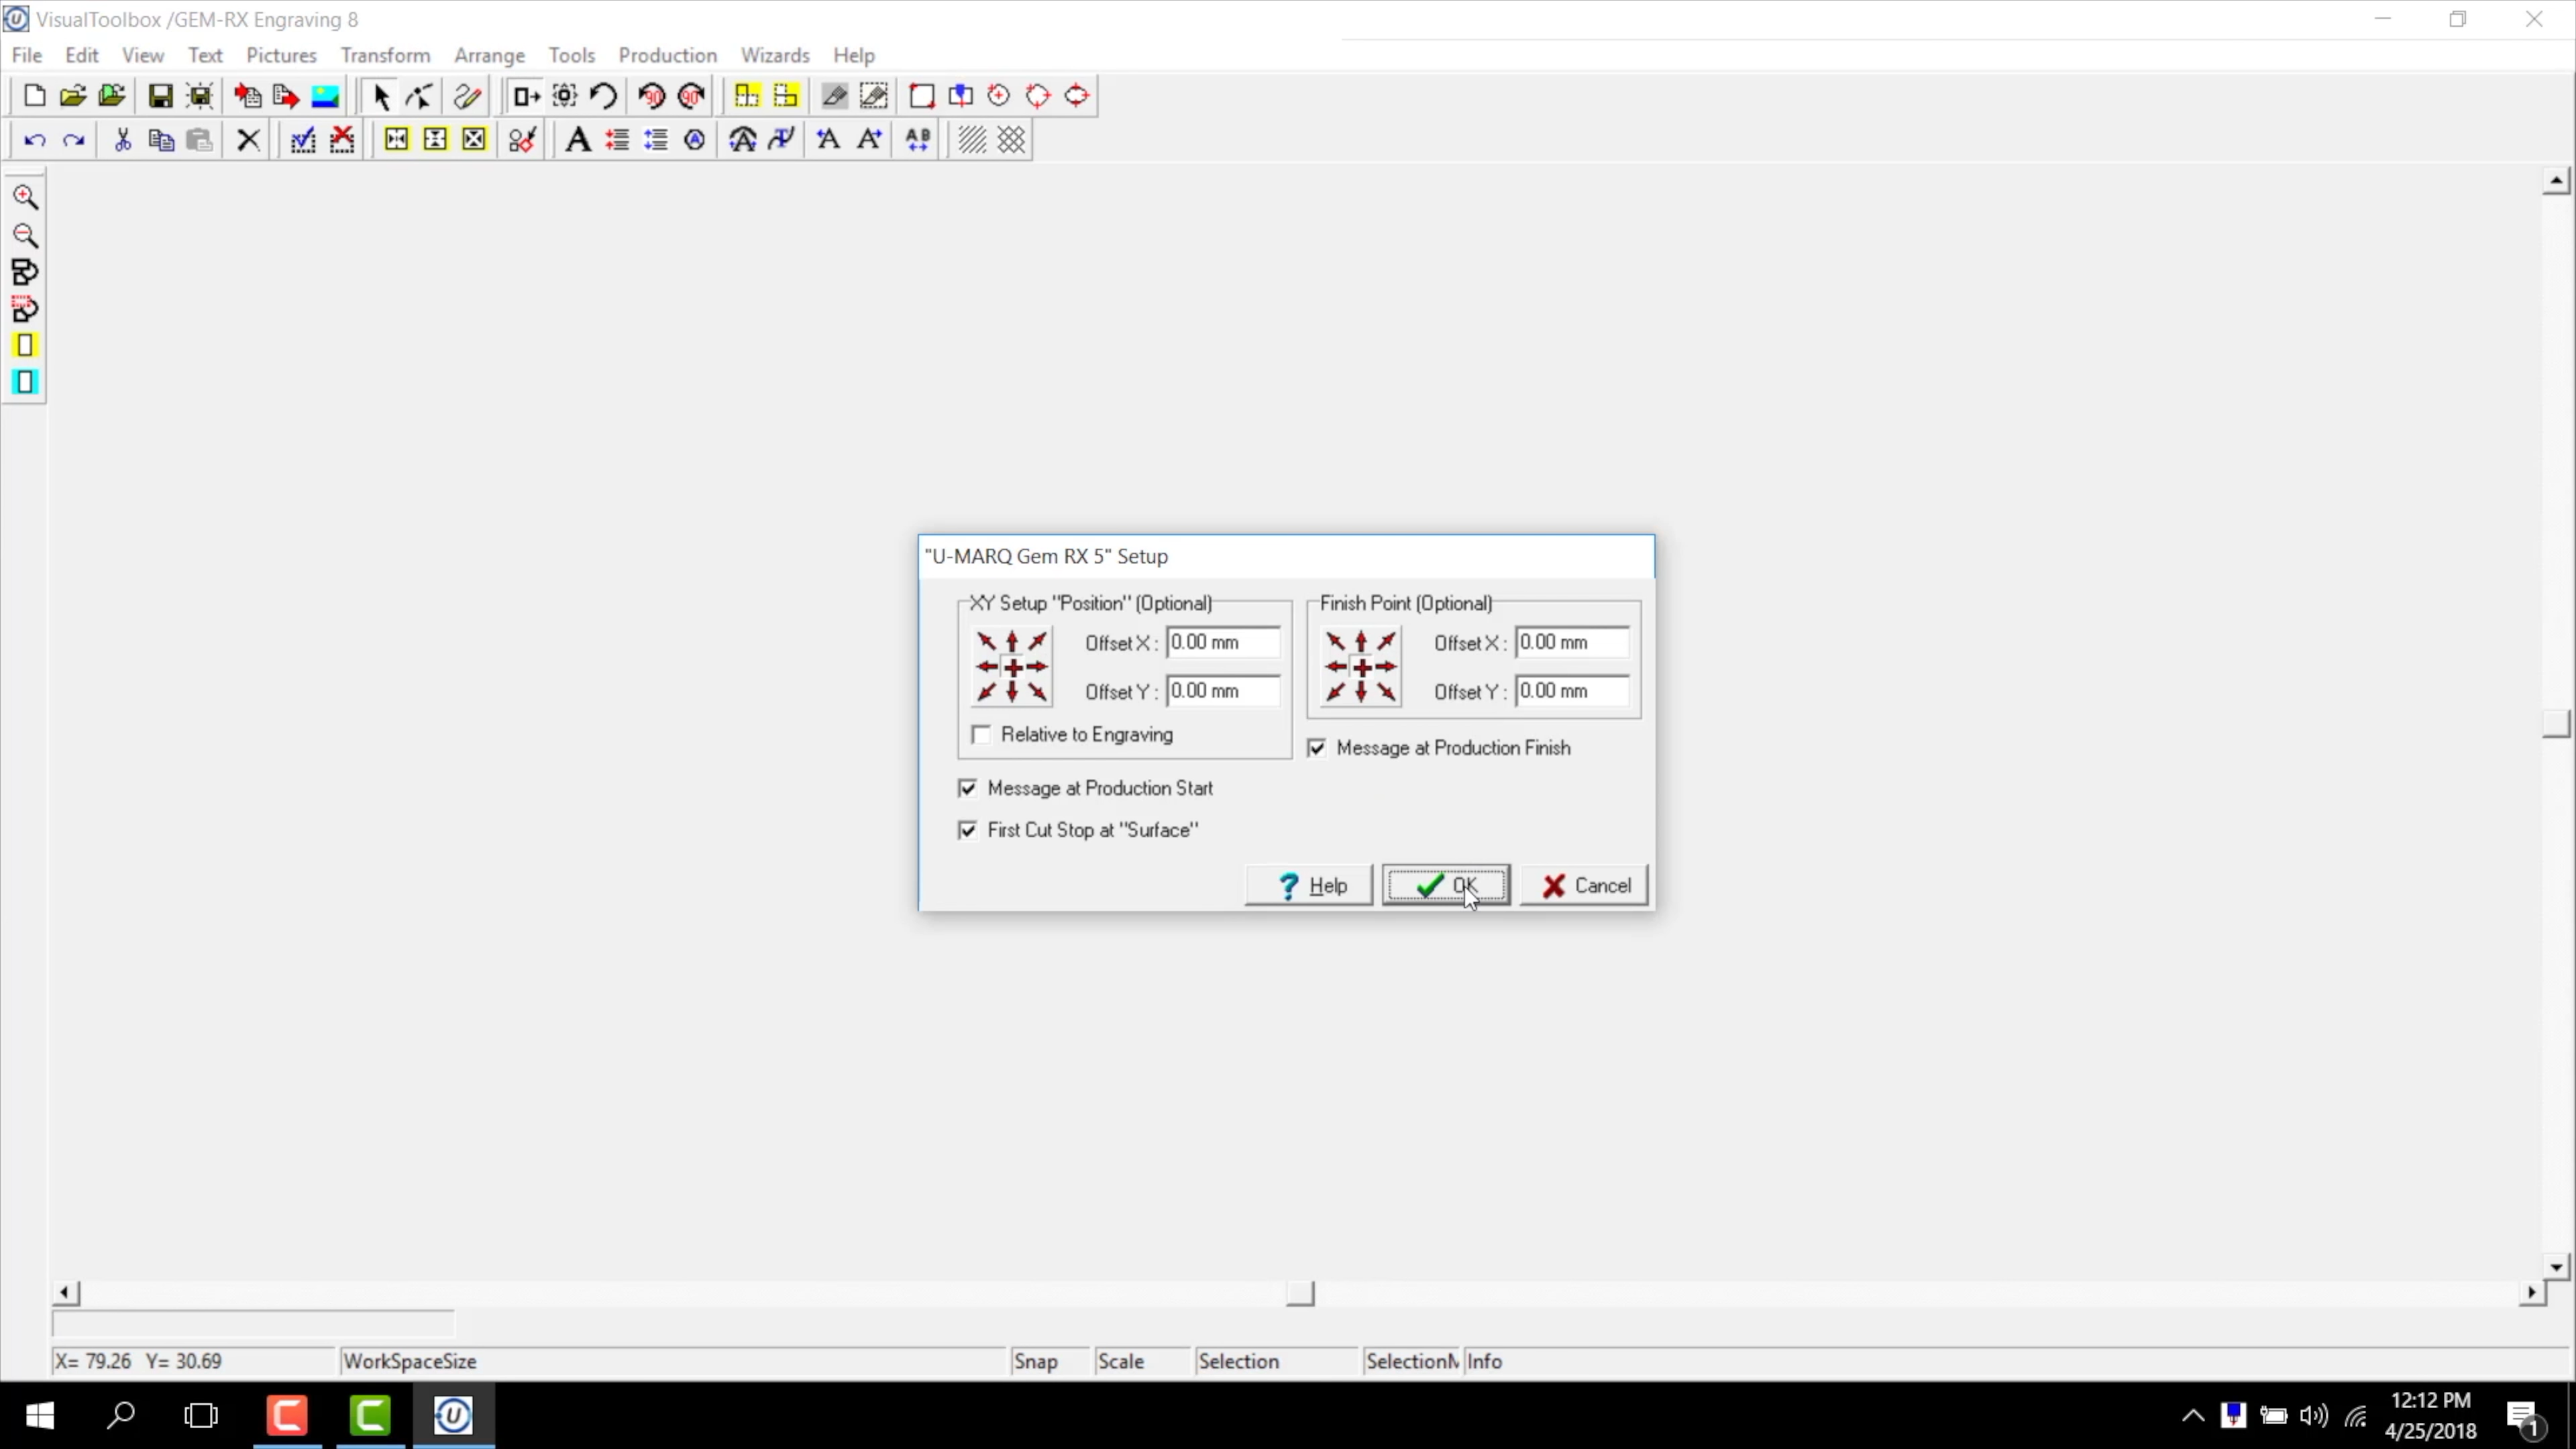 VisualToolbox /GEM-RX Engraving 8
File Edit View Text Pictures Transform Arrange Tools Production Wizards Help
"U-MARQ Gem RX 5" Setup
XY Setup "Position" (Optional)
Offset X : 0.00 mm
Offset Y : 0.00 mm
Relative to Engraving
Finish Point (Optional)
Offset X : 0.00 mm
Offset Y : 0.00 mm
Message at Production Finish
Message at Production Start
First Cut Stop at "Surface"
? Help OK Cancel
X= 79.26 Y= 30.69 WorkSpaceSize Snap Scale Selection SelectionM Info
12:12 PM
4/25/2018
1